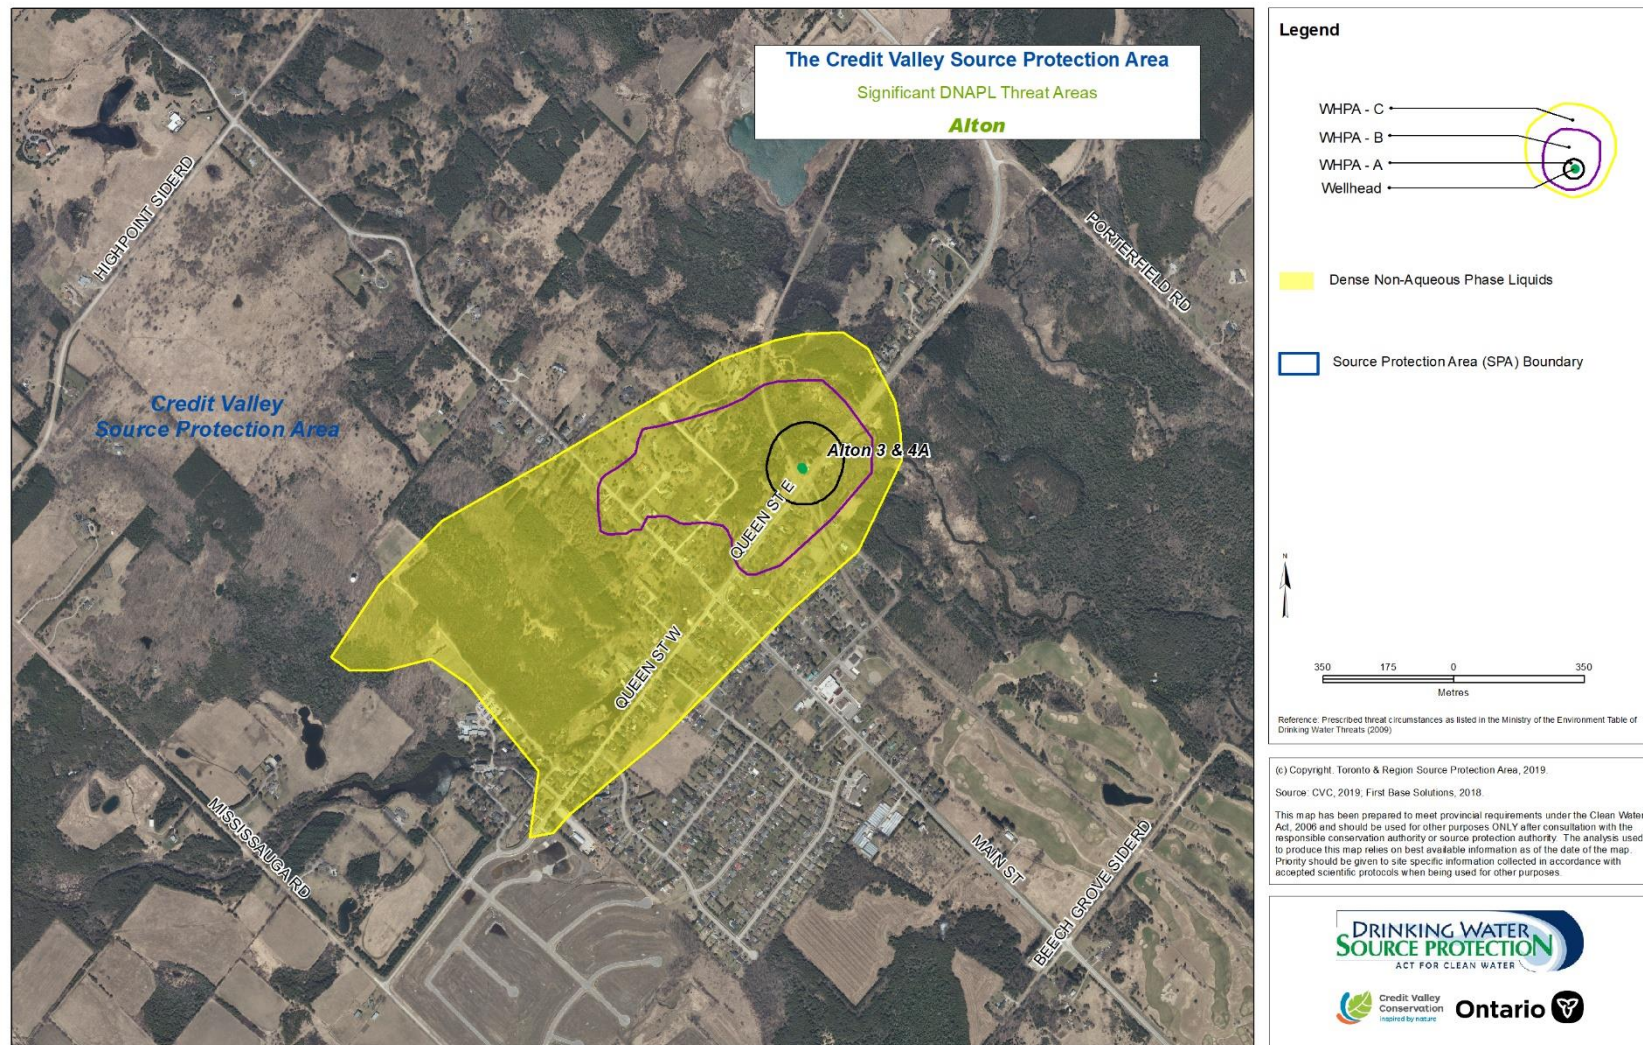 The Credit Valley Source Protection Area
Significant DNAPL Threat Areas
Alton
HIGHPOINT SIDERD
PORTERFIELD RD
Credit Valley
Source Protection Area
Alton 3 & 4A
QUEEN ST E
QUEEN ST W
MISSISSAUGA RD
MAIN ST
BEECH GROVE SIDERD
Legend
WHPA - C
WHPA - B
WHPA - A
Wellhead
Dense Non-Aqueous Phase Liquids
Source Protection Area (SPA) Boundary
N
350 175 0 350
Metres
Reference: Prescribed threat circumstances as listed in the Ministry of the Environment Table of
Drinking Water Threats (2009)
(c) Copyright. Toronto & Region Source Protection Area, 2019.
Source: CVC, 2019; First Base Solutions, 2018.
This map has been prepared to meet provincial requirements under the Clean Water
Act, 2006 and should be used for other purposes ONLY after consultation with the
responsible conservation authority or source protection authority. The analysis used
to produce this map relies on best available information as of the date of the map.
Priority should be given to site specific information collected in accordance with
accepted scientific protocols when being used for other purposes.
DRINKING WATER
SOURCE PROTECTION
ACT FOR CLEAN WATER
Credit Valley
Conservation
inspired by nature
Ontario